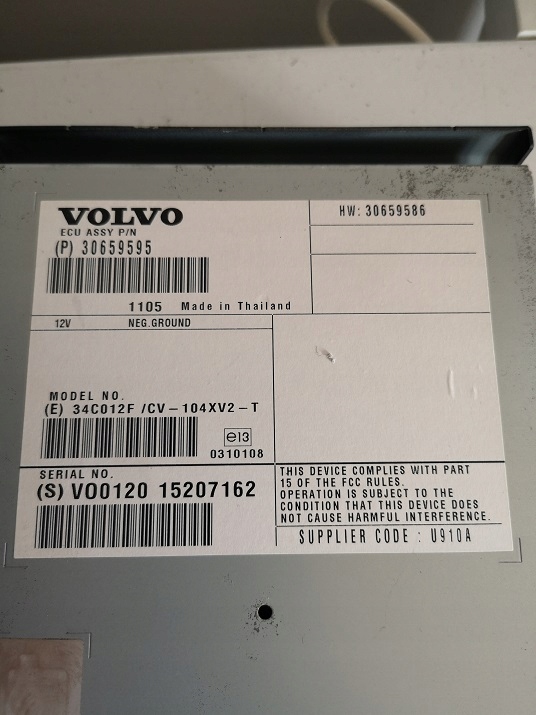 VOLVO
ECU ASSY P/N
(P) 30659595
HW: 30659586
1105 Made in Thailand
12V NEG.GROUND
MODEL NO.
(E) 34C012F /CV-104XV2-T
e13
0310108
SERIAL NO.
(S) VO0120 15207162
THIS DEVICE COMPLIES WITH PART
15 OF THE FCC RULES.
OPERATION IS SUBJECT TO THE
CONDITION THAT THIS DEVICE DOES
NOT CAUSE HARMFUL INTERFERENCE.
SUPPLIER CODE : U910A